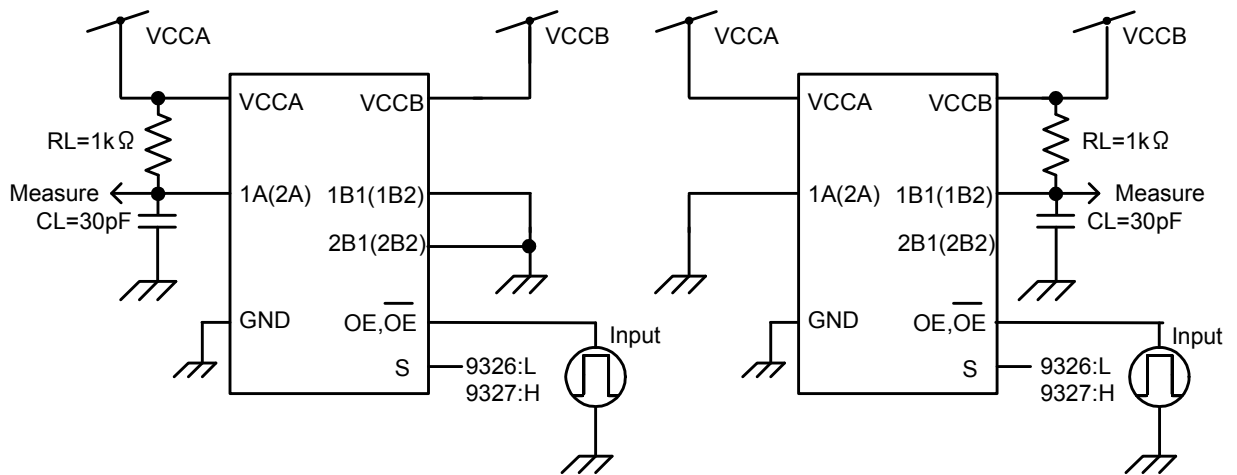 VCCA
VCCB
VCCA
VCCB
VCCA
VCCB
VCCA
VCCB
RL=1kΩ
RL=1kΩ
Measure
1A(2A)
1B1(1B2)
1A(2A)
1B1(1B2)
Measure
CL=30pF
CL=30pF
2B1(2B2)
2B1(2B2)
GND
OE,O̅E̅
Input
GND
OE,O̅E̅
Input
S
9326:L
S
9326:L
9327:H
9327:H